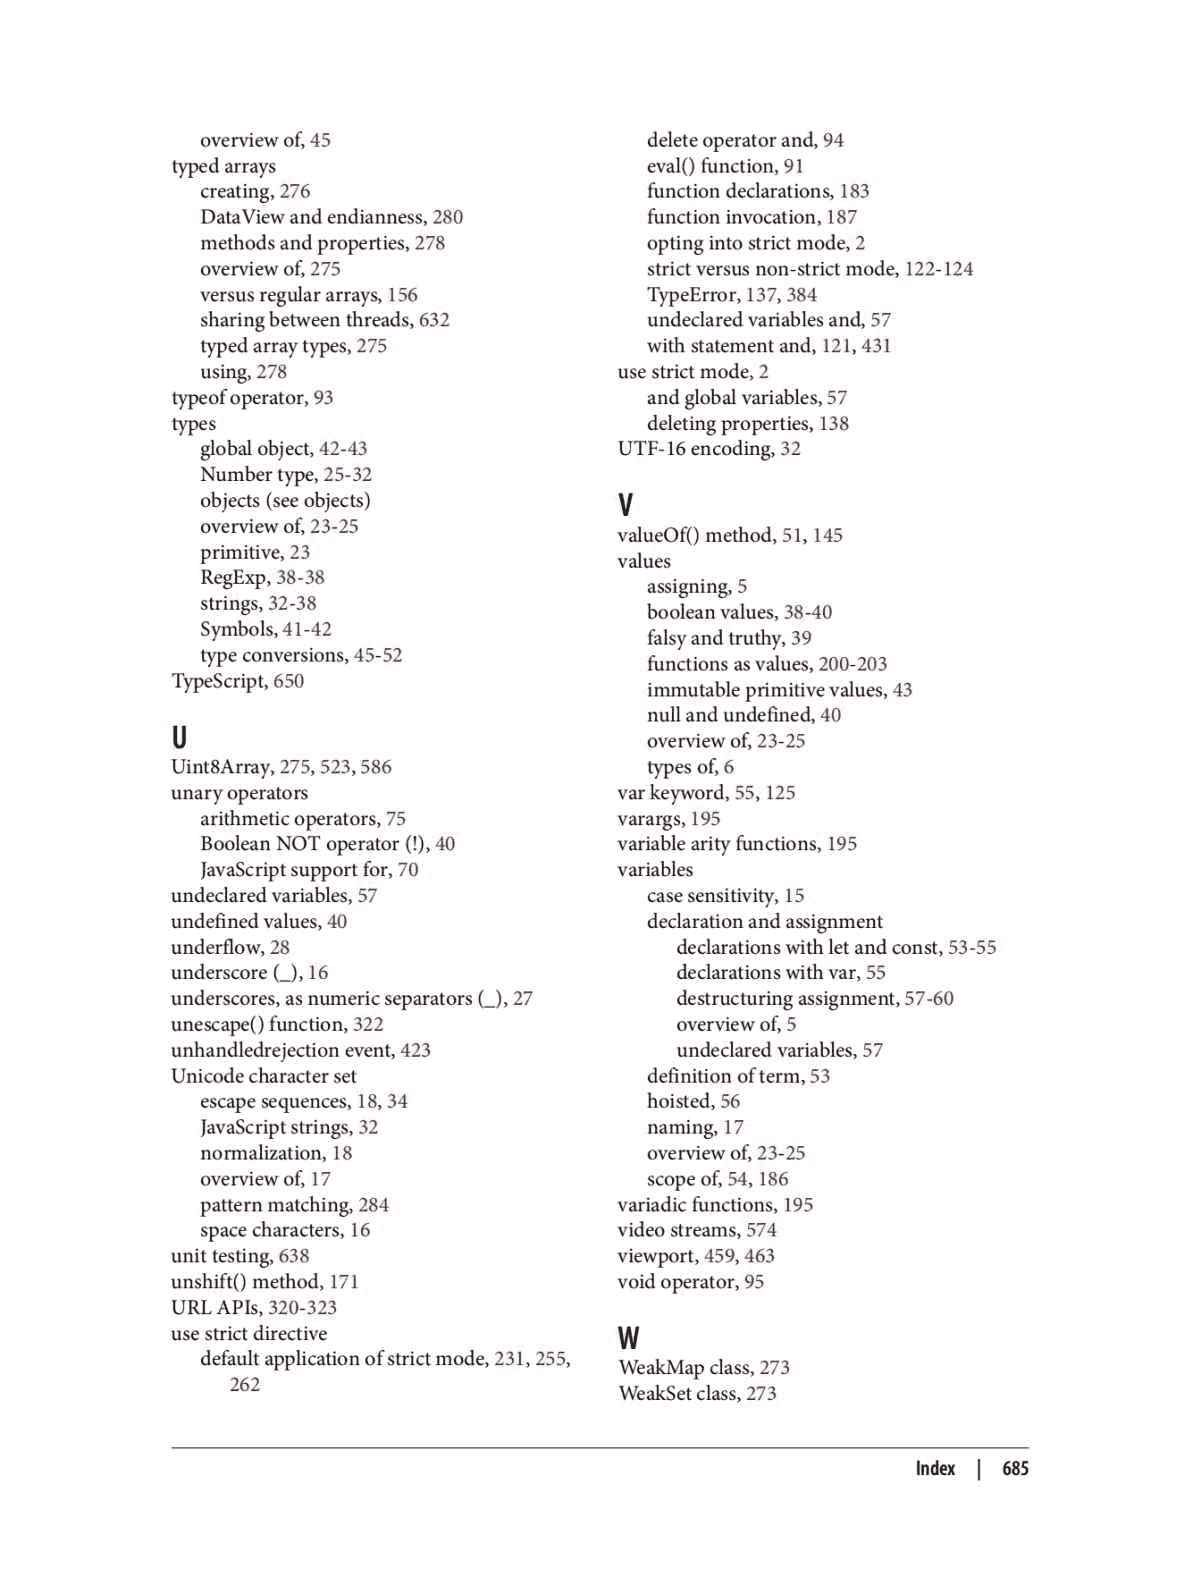 overview of, 45
typed arrays
creating, 276
DataView and endianness, 280
methods and properties, 278
overview of, 275
versus regular arrays, 156
sharing between threads, 632
typed array types, 275
using, 278
typeof operator, 93
types
global object, 42-43
Number type, 25-32
objects (see objects)
overview of, 23-25
primitive, 23
RegExp, 38-38
strings, 32-38
Symbols, 41-42
type conversions, 45-52
TypeScript, 650
U
Uint8Array, 275, 523, 586
unary operators
arithmetic operators, 75
Boolean NOT operator (!), 40
JavaScript support for, 70
undeclared variables, 57
undefined values, 40
underflow, 28
underscore (_), 16
underscores, as numeric separators (_), 27
unescape() function, 322
unhandledrejection event, 423
Unicode character set
escape sequences, 18, 34
JavaScript strings, 32
normalization, 18
overview of, 17
pattern matching, 284
space characters, 16
unit testing, 638
unshift() method, 171
URL APIs, 320-323
use strict directive
default application of strict mode, 231, 255,
262
delete operator and, 94
eval() function, 91
function declarations, 183
function invocation, 187
opting into strict mode, 2
strict versus non-strict mode, 122-124
TypeError, 137, 384
undeclared variables and, 57
with statement and, 121, 431
use strict mode, 2
and global variables, 57
deleting properties, 138
UTF-16 encoding, 32
V
valueOf() method, 51, 145
values
assigning, 5
boolean values, 38-40
falsy and truthy, 39
functions as values, 200-203
immutable primitive values, 43
null and undefined, 40
overview of, 23-25
types of, 6
var keyword, 55, 125
varargs, 195
variable arity functions, 195
variables
case sensitivity, 15
declaration and assignment
declarations with let and const, 53-55
declarations with var, 55
destructuring assignment, 57-60
overview of, 5
undeclared variables, 57
definition of term, 53
hoisted, 56
naming, 17
overview of, 23-25
scope of, 54, 186
variadic functions, 195
video streams, 574
viewport, 459, 463
void operator, 95
W
WeakMap class, 273
WeakSet class, 273
Index | 685